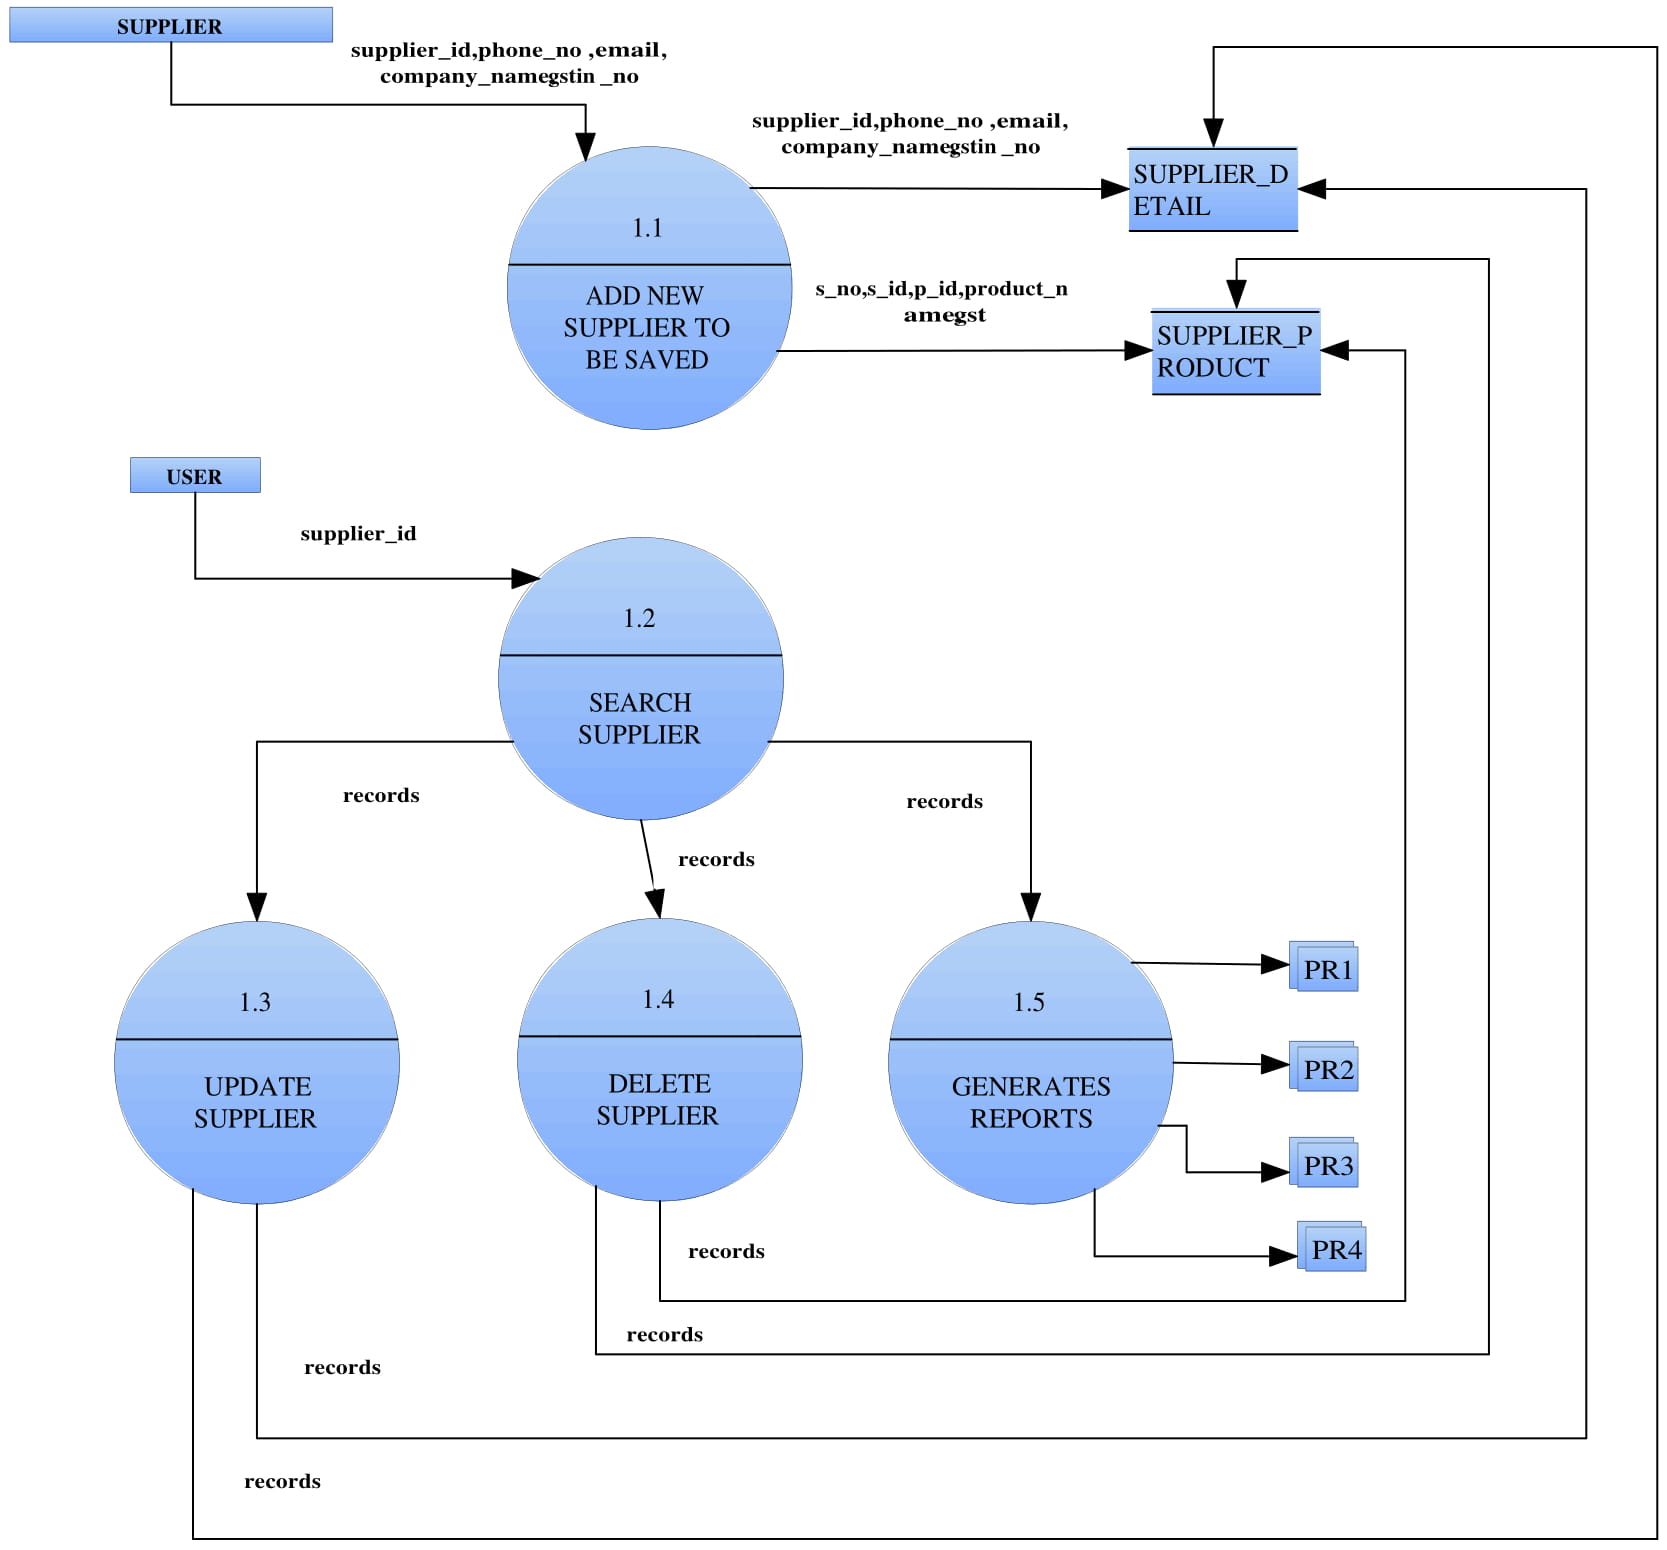 SUPPLIER
supplier_id,phone_no ,email,
company_namegstin _no
supplier_id,phone_no ,email,
company_namegstin _no
SUPPLIER_D
ETAIL
1.1
ADD NEW
SUPPLIER TO
BE SAVED
s_no,s_id,p_id,product_n
amegst
SUPPLIER_P
RODUCT
USER
supplier_id
1.2
SEARCH
SUPPLIER
records
records
records
1.3
UPDATE
SUPPLIER
1.4
DELETE
SUPPLIER
1.5
GENERATES
REPORTS
PR1
PR2
PR3
PR4
records
records
records
records